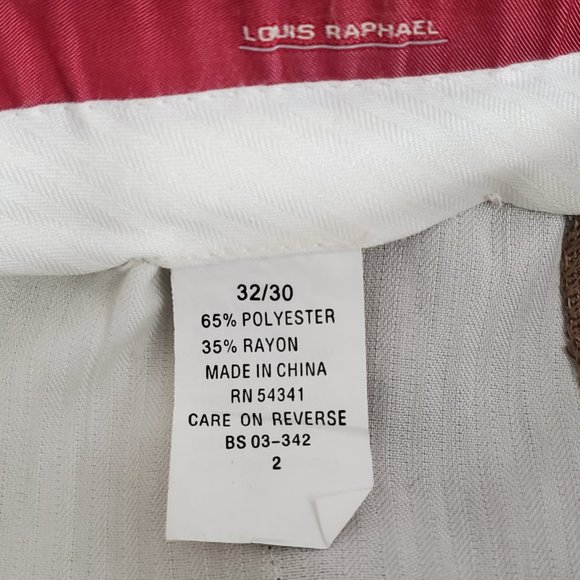 LOUIS RAPHAEL
32/30
65% POLYESTER
35% RAYON
MADE IN CHINA
RN 54341
CARE ON REVERSE
BS 03-342
2